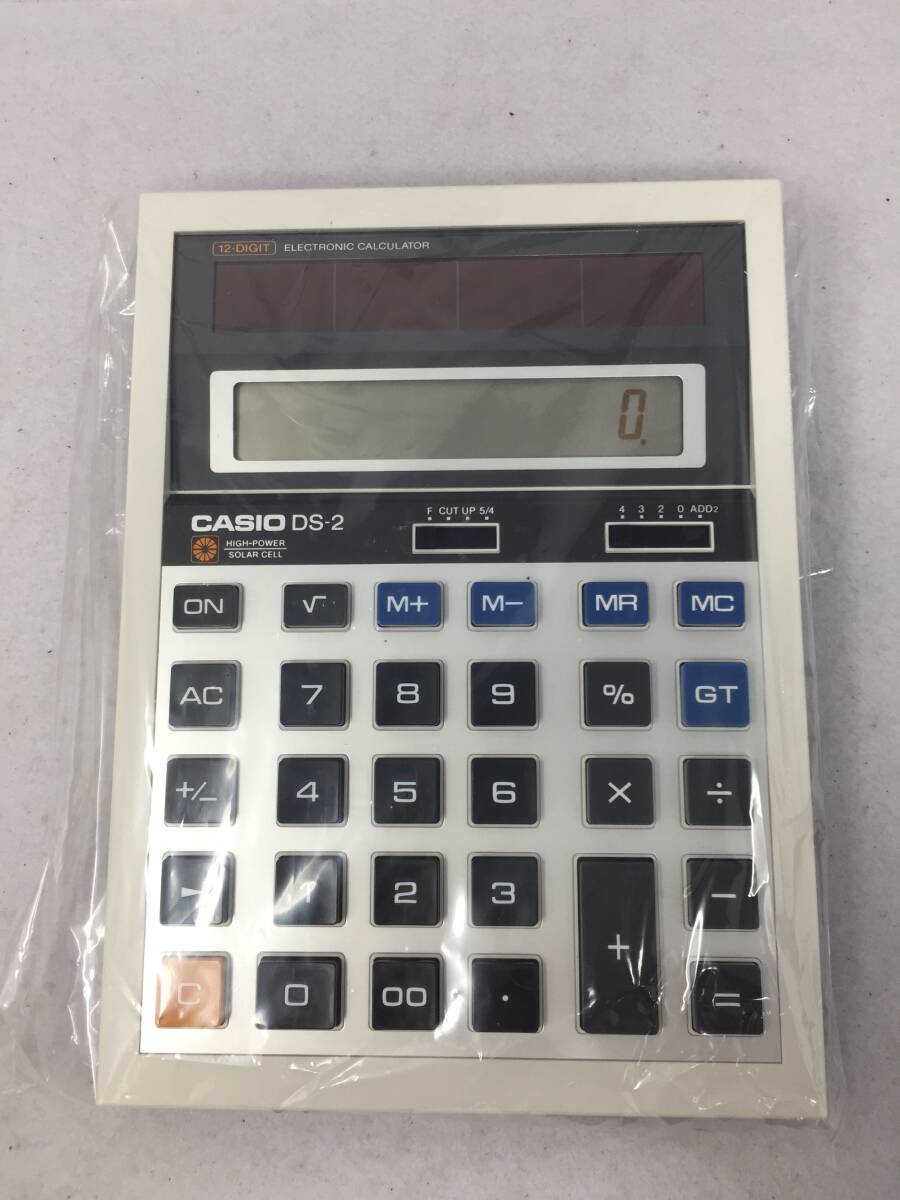 12-DIGIT ELECTRONIC CALCULATOR
0.
CASIO DS-2
HIGH-POWER
SOLAR CELL
F CUT UP 5/4
4 3 2 0 ADD2
ON √ M+ M− MR MC
AC 7 8 9 % GT
+/− 4 5 6 × ÷
► 1 2 3 + −
C 0 00 · =